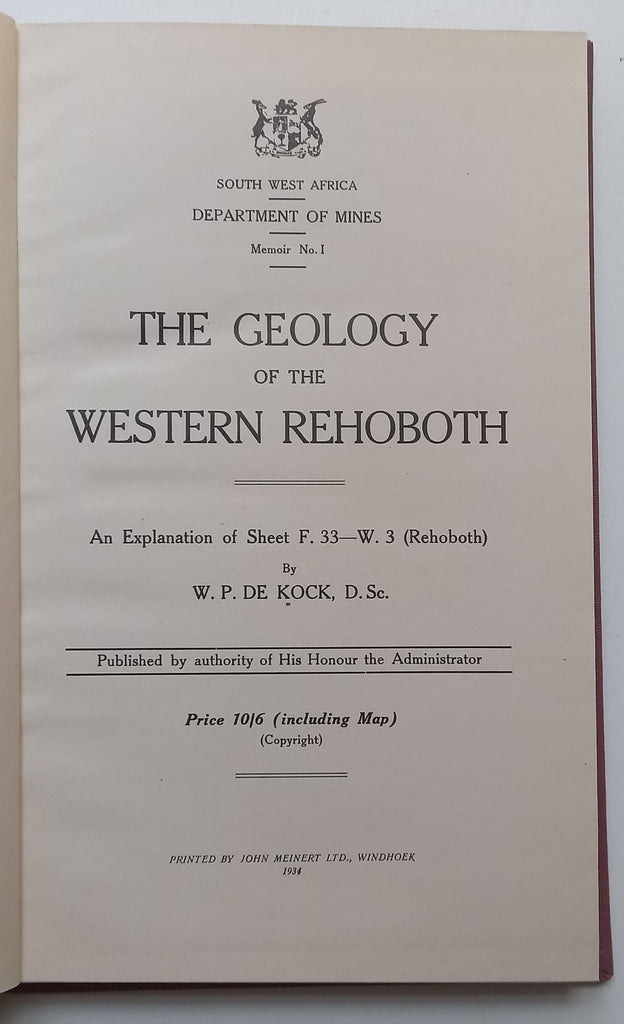 SOUTH WEST AFRICA
DEPARTMENT OF MINES
Memoir No. I
THE GEOLOGY
OF THE
WESTERN REHOBOTH
An Explanation of Sheet F. 33—W. 3 (Rehoboth)
By
W. P. DE KOCK, D. Sc.
Published by authority of His Honour the Administrator
Price 10/6 (including Map)
(Copyright)
PRINTED BY JOHN MEINERT LTD., WINDHOEK
1934